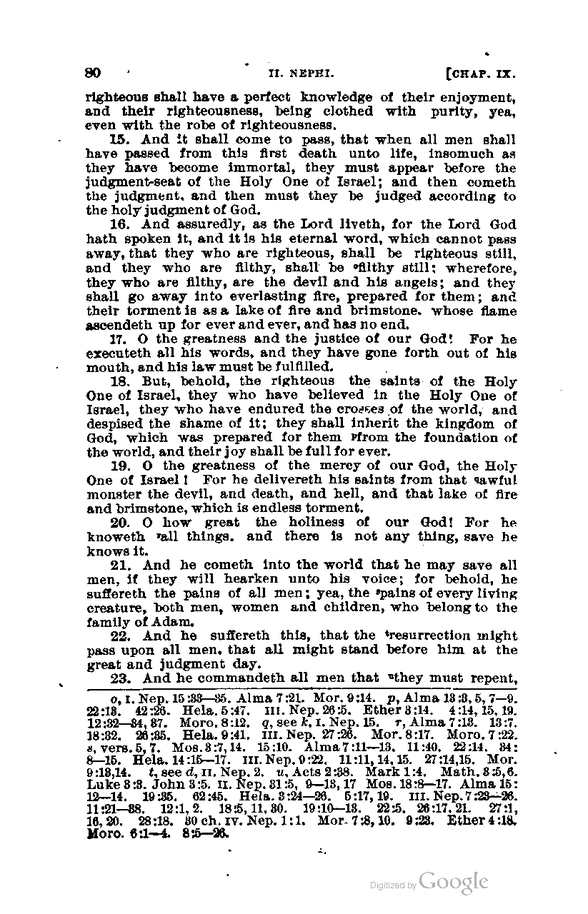 80 II. NEPHI. [CHAP. IX.
righteous shall have a perfect knowledge of their enjoyment,
and their righteousness, being clothed with purity, yea,
even with the robe of righteousness.
15. And it shall come to pass, that when all men shall
have passed from this first death unto life, insomuch as
they have become immortal, they must appear before the
judgment-seat of the Holy One of Israel; and then cometh
the judgment, and then must they be judged according to
the holy judgment of God.
16. And assuredly, as the Lord liveth, for the Lord God
hath spoken it, and it is his eternal word, which cannot pass
away, that they who are righteous, shall be righteous still,
and they who are filthy, shall be ᵒfilthy still; wherefore,
they who are filthy, are the devil and his angels; and they
shall go away into everlasting fire, prepared for them; and
their torment is as a lake of fire and brimstone, whose flame
ascendeth up for ever and ever, and has no end.
17. O the greatness and the justice of our God! For he
executeth all his words, and they have gone forth out of his
mouth, and his law must be fulfilled.
18. But, behold, the righteous the saints of the Holy
One of Israel, they who have believed in the Holy One of
Israel, they who have endured the crosses of the world, and
despised the shame of it; they shall inherit the kingdom of
God, which was prepared for them ᵖfrom the foundation of
the world, and their joy shall be full for ever.
19. O the greatness of the mercy of our God, the Holy
One of Israel! For he delivereth his saints from that qawful
monster the devil, and death, and hell, and that lake of fire
and brimstone, which is endless torment.
20. O how great the holiness of our God! For he
knoweth ʳall things. and there is not any thing, save he
knows it.
21. And he cometh into the world that he may save all
men, if they will hearken unto his voice; for behold, he
suffereth the pains of all men; yea, the ˢpains of every living
creature, both men, women and children, who belong to the
family of Adam.
22. And he suffereth this, that the ᵗresurrection might
pass upon all men, that all might stand before him at the
great and judgment day.
23. And he commandeth all men that ᵘthey must repent,
o, I. Nep. 15:33—35. Alma 7:21. Mor. 9:14. p, Alma 13:3, 5, 7—9.
22:13. 42:26. Hela. 5:47. III. Nep. 26:5. Ether 3:14. 4:14, 15, 19.
12:32—34, 37. Moro. 8:12. q, see k, I. Nep. 15. r, Alma 7:13. 13:7.
18:32. 26:35. Hela. 9:41. III. Nep. 27:26. Mor. 8:17. Moro. 7:22.
s, vers. 5, 7. Mos. 3:7, 14. 15:10. Alma 7:11—13. 11:40. 22:14. 34:
8—15. Hela. 14:15—17. III. Nep. 9:22. 11:11, 14, 15. 27:14,15. Mor.
9:13,14. t, see d, II. Nep. 2. u, Acts 2:38. Mark 1:4. Math. 3:5,6.
Luke 3:3. John 3:5. II. Nep. 31:5, 9—13, 17 Mos. 18:8—17. Alma 15:
12—14. 19:35. 62:45. Hela. 3:24—26. 5:17, 19. III. Nep. 7:23—26.
11:21—38. 12:1, 2. 18:5, 11, 30. 19:10—13. 22:5. 26:17, 21. 27:1,
16, 20. 28:18. 30 ch. IV. Nep. 1:1. Mor. 7:8, 10. 9:23. Ether 4:18.
Moro. 6:1—4. 8:5—26.
Digitized by Google